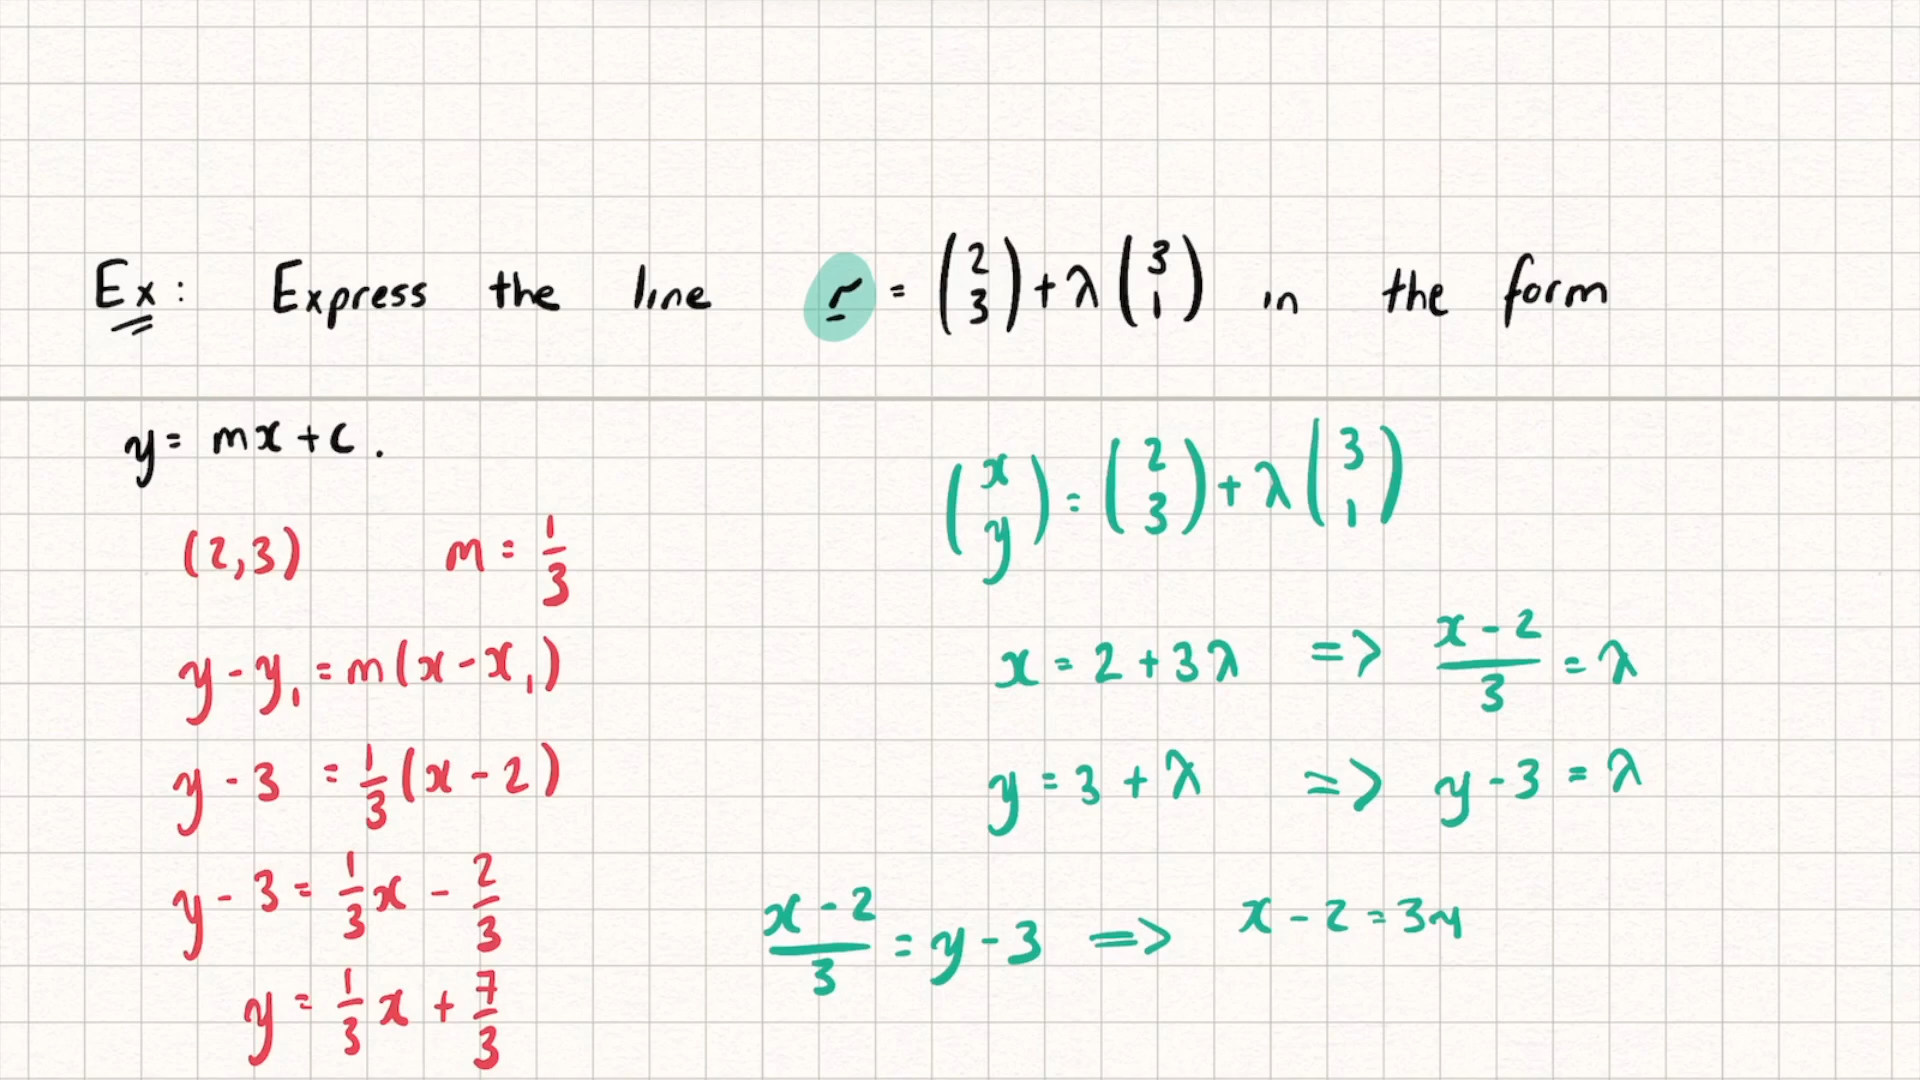 Ex: Express the line r = (2 3) + λ (3 1) in the form
y = mx + c.
(2,3) m = 1/3
y - y₁ = m(x - x₁)
y - 3 = 1/3 (x - 2)
y - 3 = 1/3 x - 2/3
y = 1/3 x + 7/3
(x y) = (2 3) + λ (3 1)
x = 2 + 3λ => (x - 2)/3 = λ
y = 3 + λ => y - 3 = λ
(x - 2)/3 = y - 3 => x - 2 = 3y